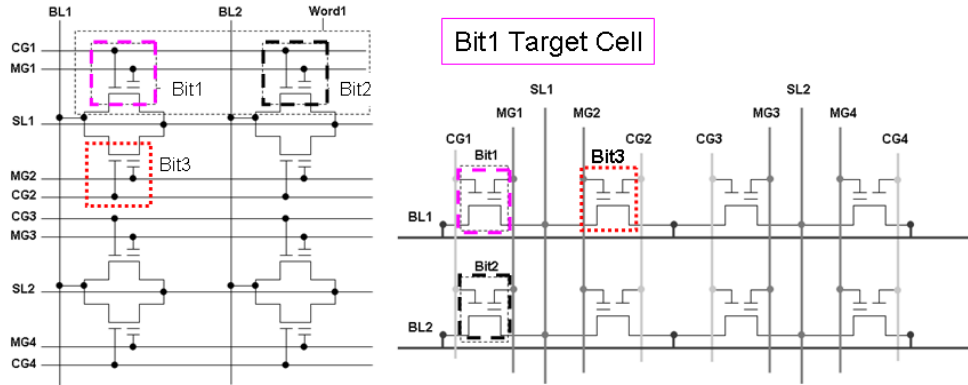 BL1 BL2 Word1
CG1
MG1
Bit1 Bit2
SL1
Bit3
MG2
CG2
CG3
MG3
SL2
MG4
CG4
Bit1 Target Cell
SL1 SL2
MG1 MG2 MG3 MG4
CG1 CG2 CG3 CG4
Bit1 Bit3
BL1
Bit2
BL2